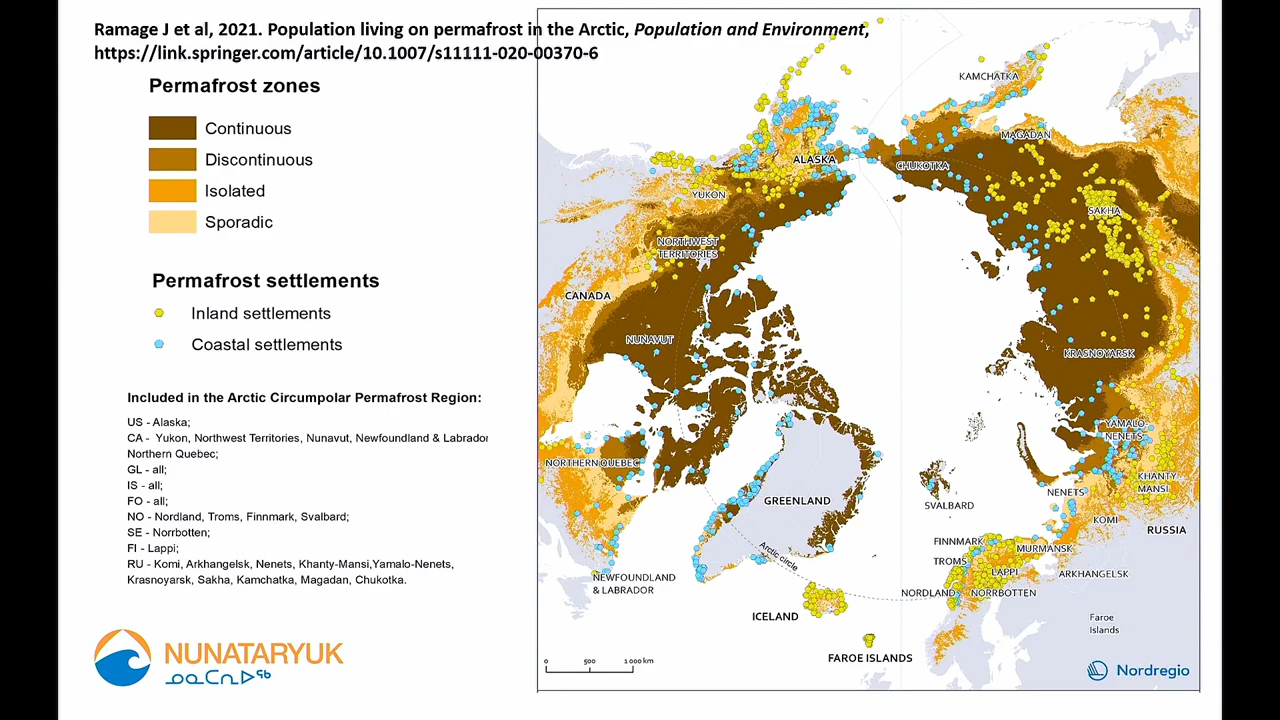 Ramage J et al, 2021. Population living on permafrost in the Arctic, Population and Environment,
https://link.springer.com/article/10.1007/s11111-020-00370-6
Permafrost zones
Continuous
Discontinuous
Isolated
Sporadic
Permafrost settlements
Inland settlements
Coastal settlements
Included in the Arctic Circumpolar Permafrost Region:
US - Alaska;
CA - Yukon, Northwest Territories, Nunavut, Newfoundland & Labrador
Northern Quebec;
GL - all;
IS - all;
FO - all;
NO - Nordland, Troms, Finnmark, Svalbard;
SE - Norrbotten;
FI - Lappi;
RU - Komi, Arkhangelsk, Nenets, Khanty-Mansi,Yamalo-Nenets,
Krasnoyarsk, Sakha, Kamchatka, Magadan, Chukotka.
NUNATARYUK
ᓄᓇᑕᕆᐅᖅ
KAMCHATKA
MAGADAN
ALASKA
CHUKOTKA
YUKON
SAKHA
NORTHWEST
TERRITORIES
CANADA
NUNAVUT
KRASNOYARSK
YAMALO-
NENETS
NORTHERN QUEBEC
KHANTY-
MANSI
NENETS
GREENLAND
SVALBARD
KOMI
RUSSIA
FINNMARK
MURMANSK
Arctic circle
TROMS
LAPPI
ARKHANGELSK
NEWFOUNDLAND
& LABRADOR
NORDLAND
NORRBOTTEN
ICELAND
Faroe
Islands
FAROE ISLANDS
0 500 1 000 km
Nordregio